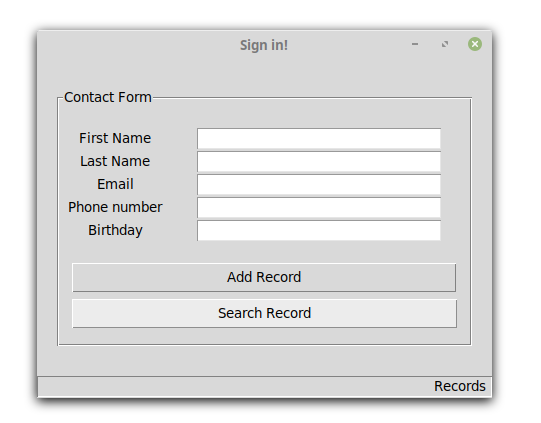 Sign in!
Contact Form
First Name
Last Name
Email
Phone number
Birthday
Add Record
Search Record
Records